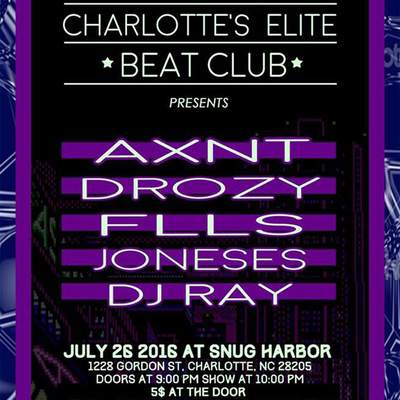 CHARLOTTE'S ELITE
★ BEAT CLUB ★
PRESENTS
AXNT
DROZY
FLLS
JONESES
DJ RAY
JULY 26 2016 AT SNUG HARBOR
1228 GORDON ST, CHARLOTTE, NC 28205
DOORS AT 9:00 PM SHOW AT 10:00 PM
5$ AT THE DOOR